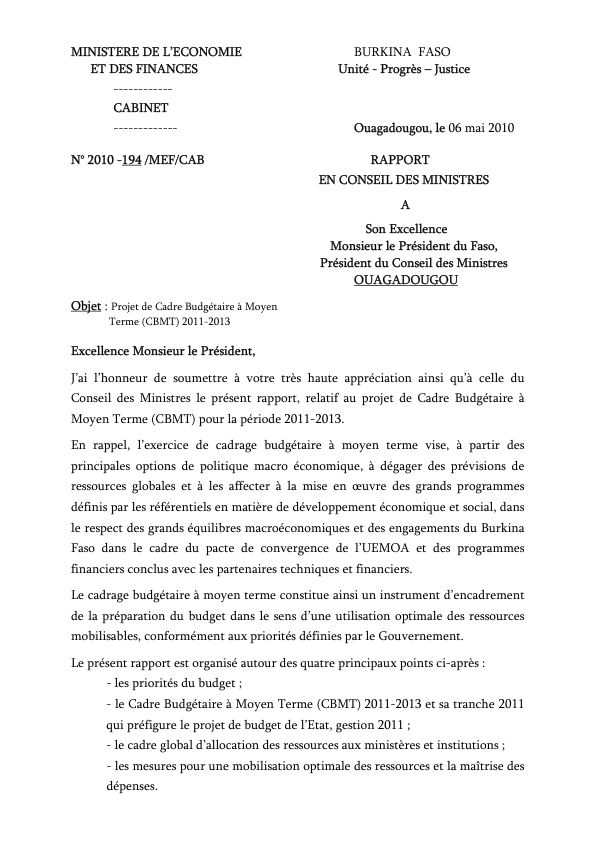 MINISTERE DE L’ECONOMIE
ET DES FINANCES
------------
CABINET
-------------
BURKINA FASO
Unité - Progrès – Justice
Ouagadougou, le 06 mai 2010
N° 2010 -194 /MEF/CAB
RAPPORT
EN CONSEIL DES MINISTRES
A
Son Excellence
Monsieur le Président du Faso,
Président du Conseil des Ministres
OUAGADOUGOU
Objet : Projet de Cadre Budgétaire à Moyen
Terme (CBMT) 2011-2013
Excellence Monsieur le Président,
J’ai l’honneur de soumettre à votre très haute appréciation ainsi qu’à celle du
Conseil des Ministres le présent rapport, relatif au projet de Cadre Budgétaire à
Moyen Terme (CBMT) pour la période 2011-2013.
En rappel, l’exercice de cadrage budgétaire à moyen terme vise, à partir des
principales options de politique macro économique, à dégager des prévisions de
ressources globales et à les affecter à la mise en œuvre des grands programmes
définis par les référentiels en matière de développement économique et social, dans
le respect des grands équilibres macroéconomiques et des engagements du Burkina
Faso dans le cadre du pacte de convergence de l’UEMOA et des programmes
financiers conclus avec les partenaires techniques et financiers.
Le cadrage budgétaire à moyen terme constitue ainsi un instrument d’encadrement
de la préparation du budget dans le sens d’une utilisation optimale des ressources
mobilisables, conformément aux priorités définies par le Gouvernement.
Le présent rapport est organisé autour des quatre principaux points ci-après :
- les priorités du budget ;
- le Cadre Budgétaire à Moyen Terme (CBMT) 2011-2013 et sa tranche 2011
qui préfigure le projet de budget de l’Etat, gestion 2011 ;
- le cadre global d’allocation des ressources aux ministères et institutions ;
- les mesures pour une mobilisation optimale des ressources et la maîtrise des
dépenses.